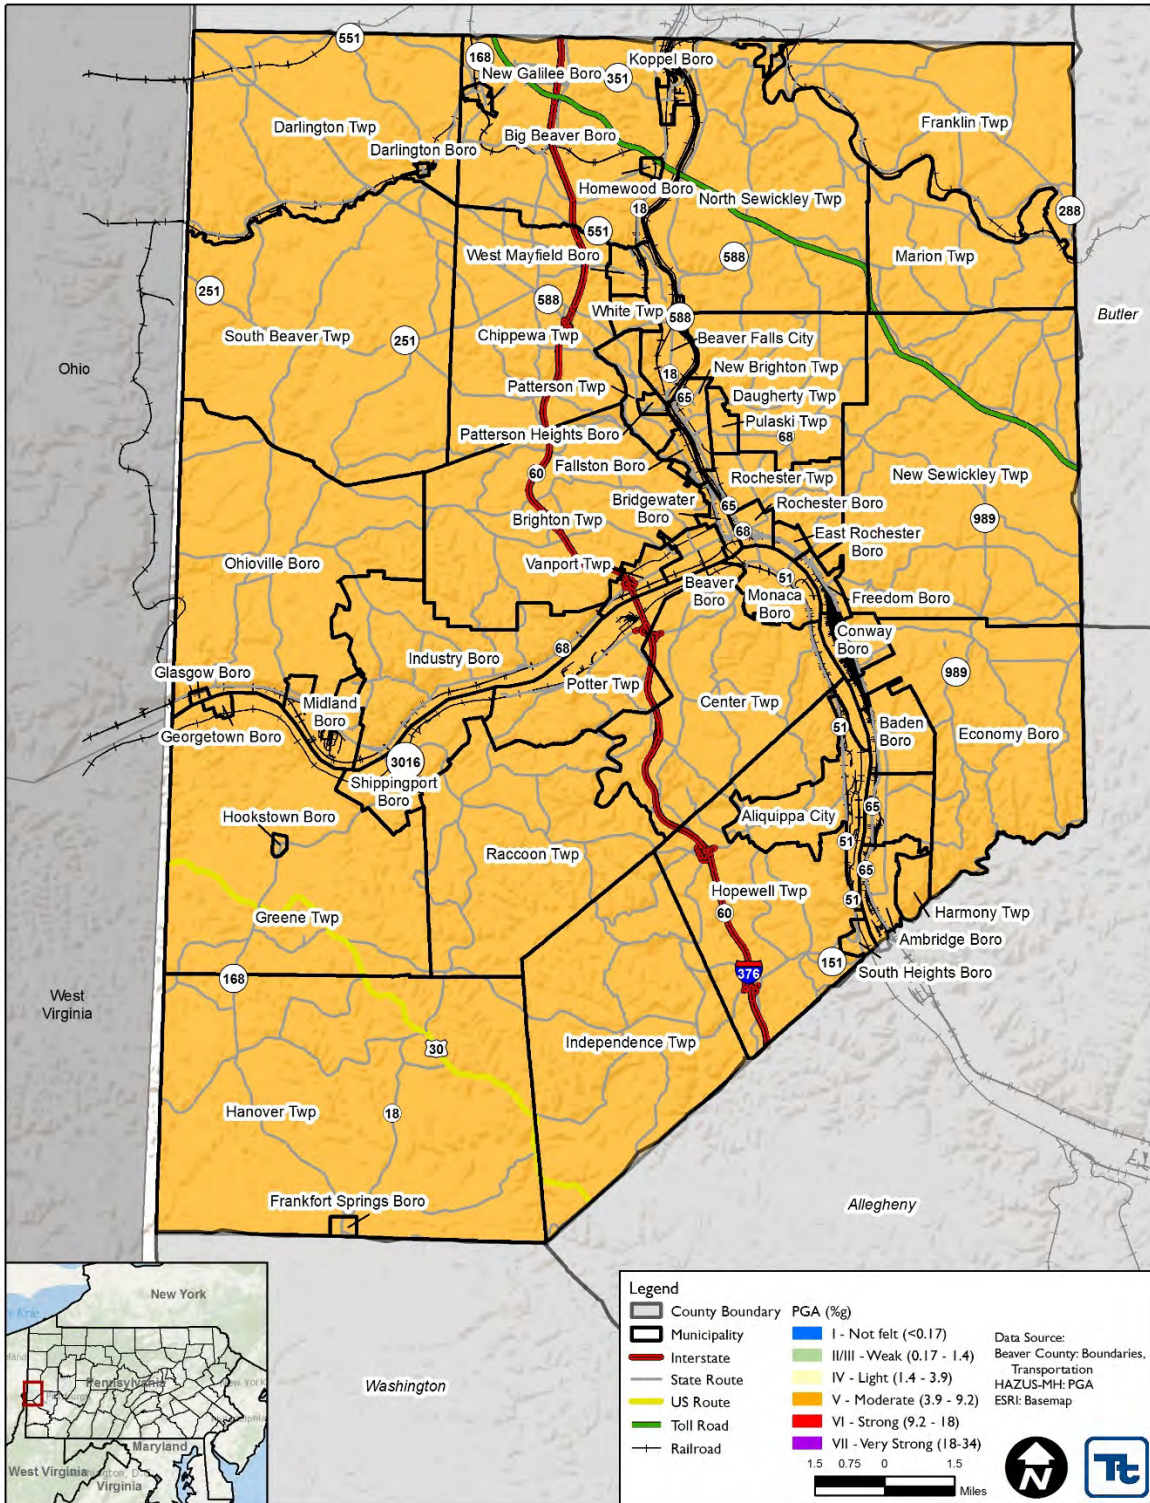 551
168
Koppel Boro
New Galilee Boro
351
Darlington Twp
Big Beaver Boro
Franklin Twp
Darlington Boro
Homewood Boro
North Sewickley Twp
18
288
551
West Mayfield Boro
588
Marion Twp
251
588
White Twp
588
Butler
South Beaver Twp
251
Chippewa Twp
Beaver Falls City
Ohio
18
New Brighton Twp
Patterson Twp
65
Daugherty Twp
Pulaski Twp
68
Patterson Heights Boro
Fallston Boro
60
Rochester Twp
New Sewickley Twp
Bridgewater
Boro
65
Rochester Boro
989
Brighton Twp
68
East Rochester
Boro
Ohioville Boro
Vanport Twp
Beaver
Boro
51
Monaca
Boro
Freedom Boro
Conway
Boro
68
Industry Boro
989
Glasgow Boro
Potter Twp
Center Twp
Midland
Boro
Georgetown Boro
51
Baden
Boro
Economy Boro
3016
Shippingport
Boro
65
Hookstown Boro
Aliquippa City
51
Raccoon Twp
65
Hopewell Twp
51
Greene Twp
60
Harmony Twp
Ambridge Boro
151
South Heights Boro
168
376
West
Virginia
30
Independence Twp
Hanover Twp
18
Frankfort Springs Boro
Allegheny
Washington
New York
Pennsylvania
Maryland
West Virginia
Virginia
Legend
County Boundary
Municipality
Interstate
State Route
US Route
Toll Road
Railroad
PGA (%g)
I - Not felt (<0.17)
II/III - Weak (0.17 - 1.4)
IV - Light (1.4 - 3.9)
V - Moderate (3.9 - 9.2)
VI - Strong (9.2 - 18)
VII - Very Strong (18-34)
Data Source:
Beaver County: Boundaries,
Transportation
HAZUS-MH: PGA
ESRI: Basemap
1.5 0.75 0 1.5
Miles
N
Tt